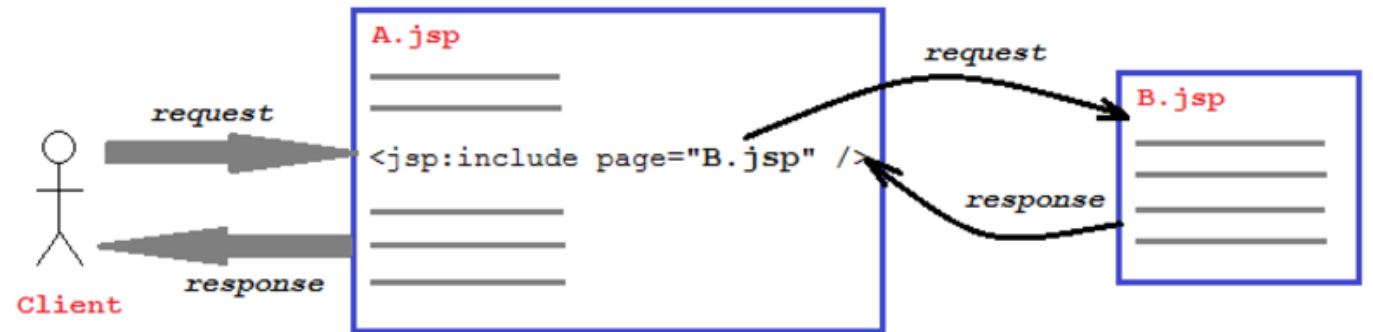 A.jsp
request
B.jsp
request
<jsp:include page="B.jsp" />
response
response
Client